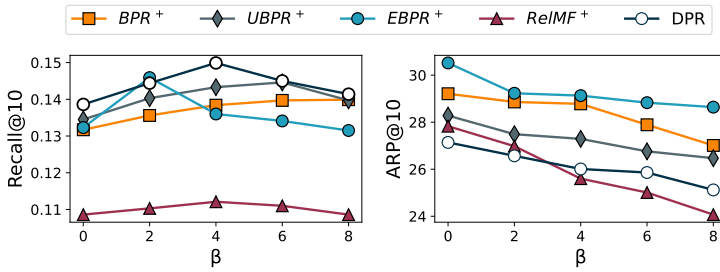 BPR + UBPR + EBPR + RelMF + DPR
0.15
0.14
0.13
0.12
0.11
Recall@10
0 2 4 6 8
β
30
28
26
24
ARP@10
0 2 4 6 8
β